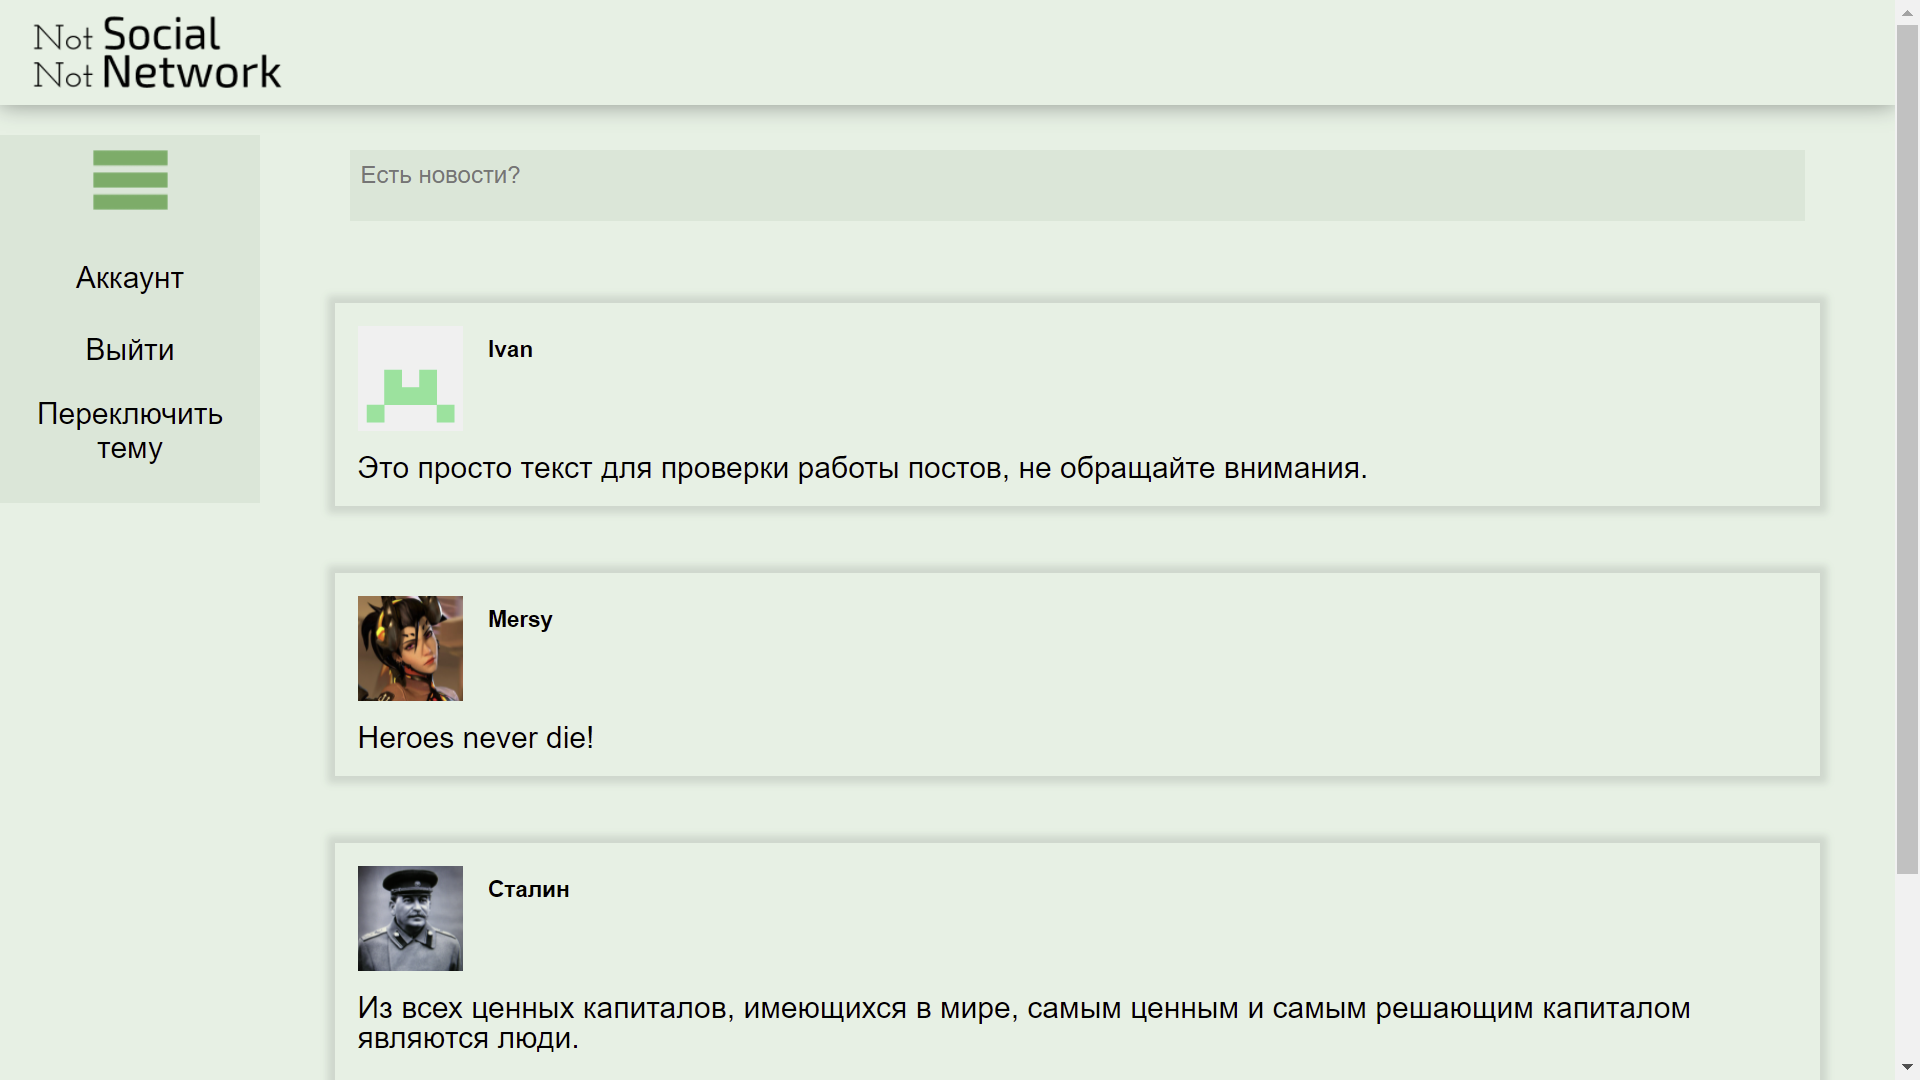 Not Social
Not Network
Есть новости?
Аккаунт
Выйти
Переключить
тему
Ivan
Это просто текст для проверки работы постов, не обращайте внимания.
Mersy
Heroes never die!
Сталин
Из всех ценных капиталов, имеющихся в мире, самым ценным и самым решающим капиталом
являются люди.